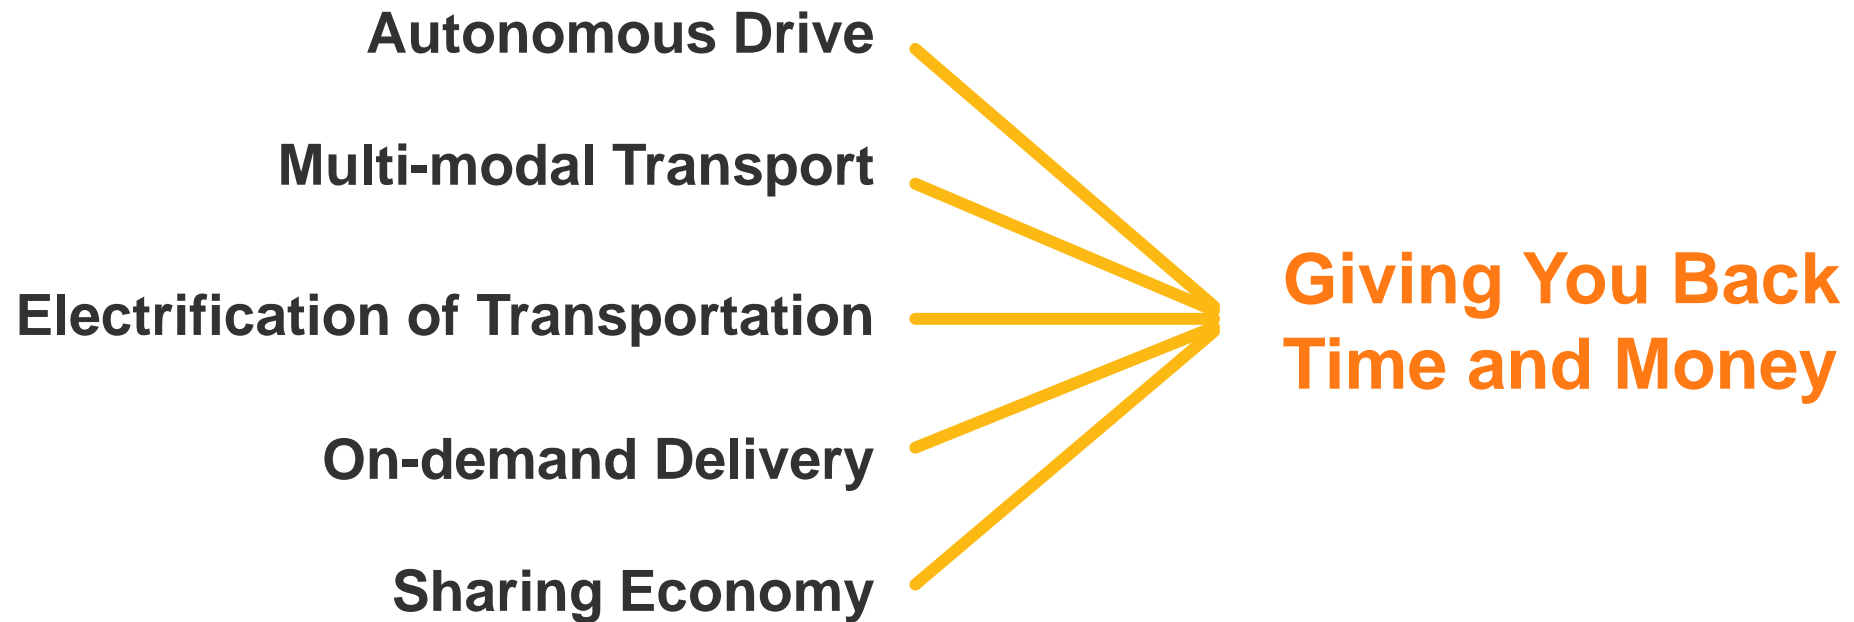 Autonomous Drive
Multi-modal Transport
Electrification of Transportation
On-demand Delivery
Sharing Economy
Giving You Back
Time and Money